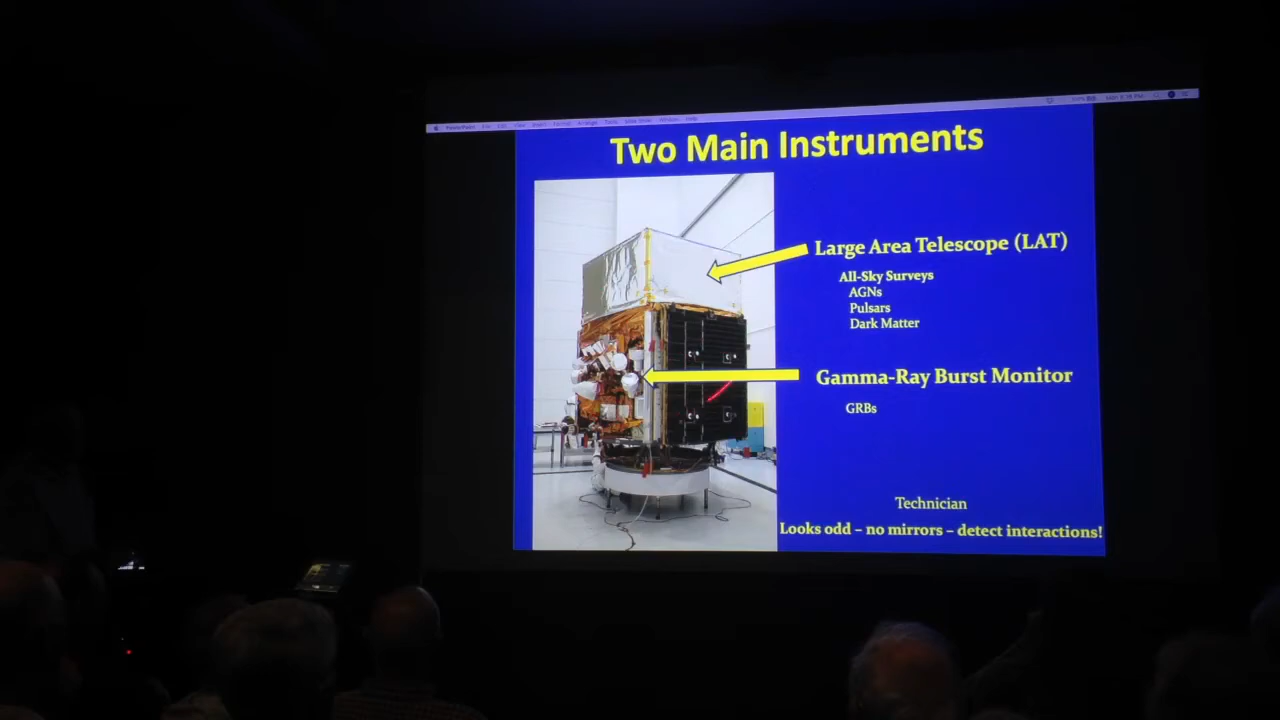 Two Main Instruments
Large Area Telescope (LAT)
All-Sky Surveys
AGNs
Pulsars
Dark Matter
Gamma-Ray Burst Monitor
GRBs
Technician
Looks odd – no mirrors – detect interactions!